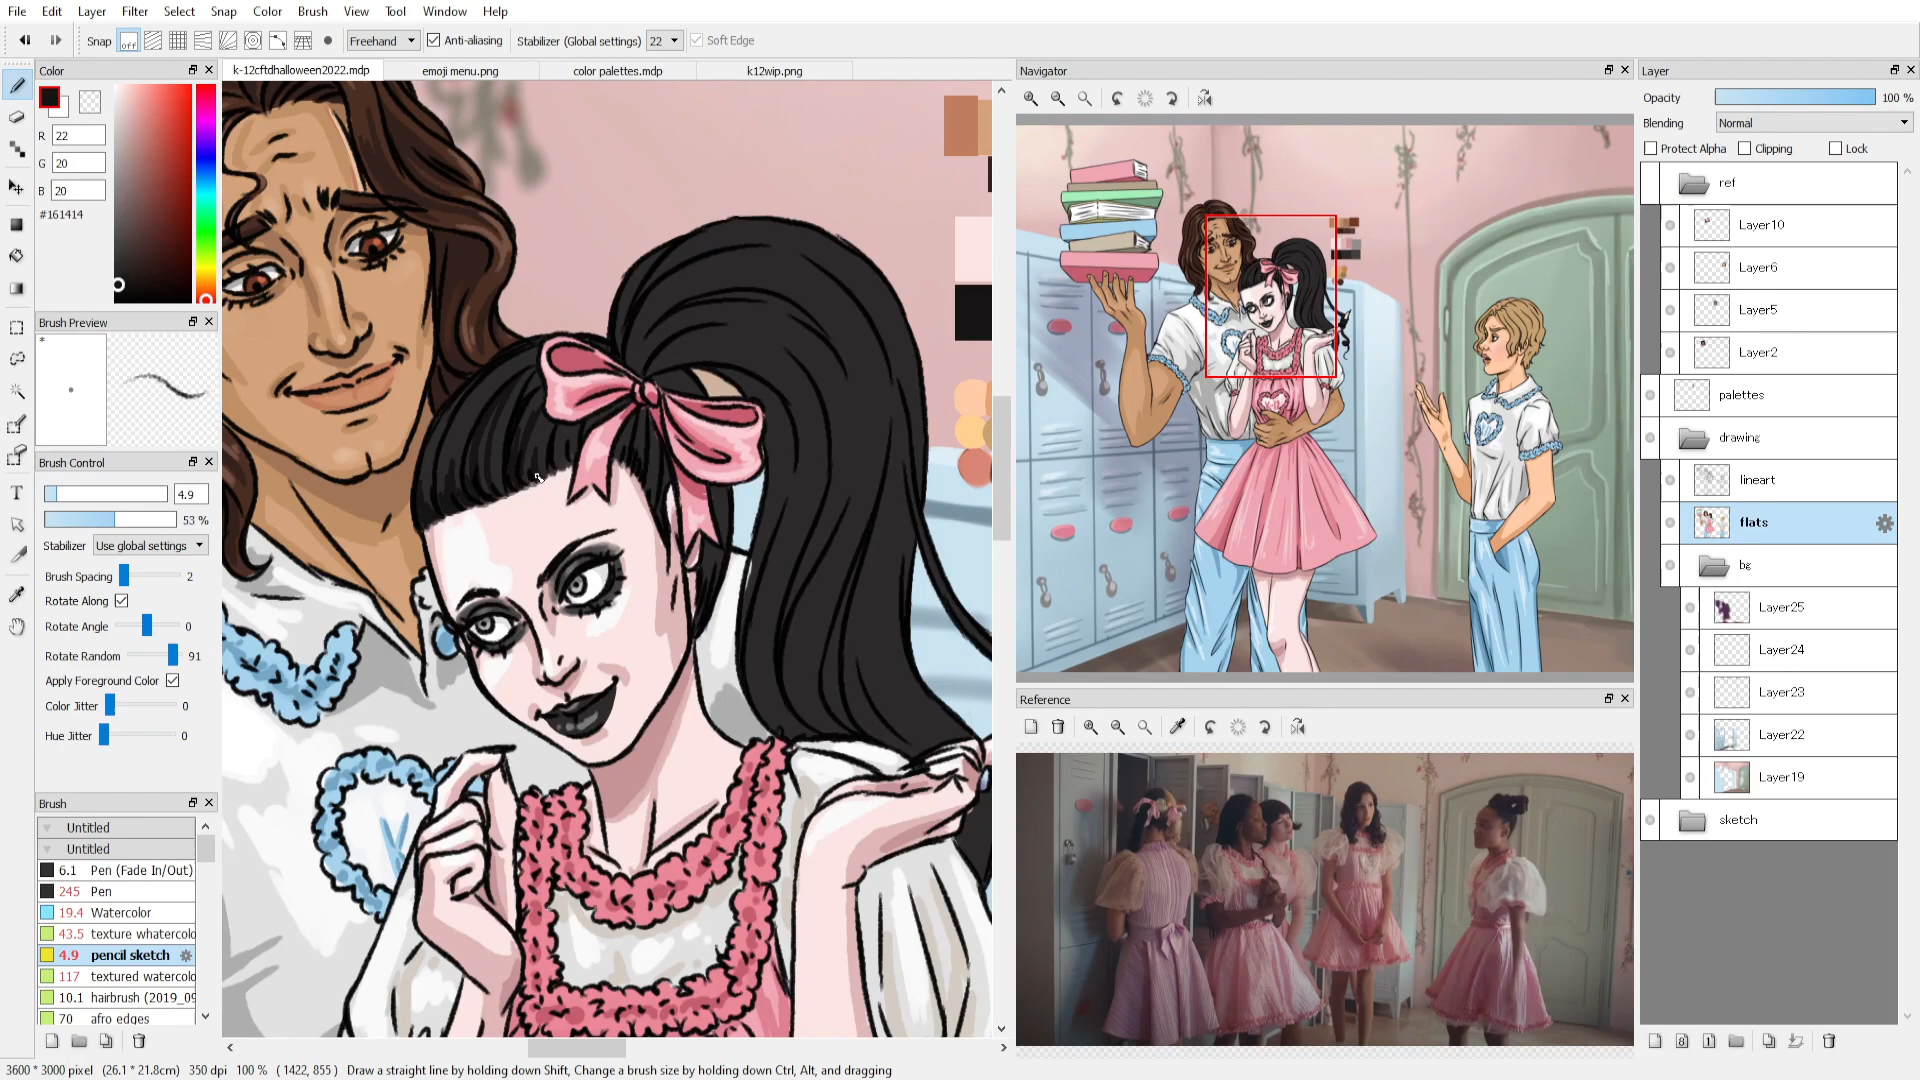 File Edit Layer Filter Select Snap Color Brush View Tool Window Help
Snap off Freehand Anti-aliasing Stabilizer (Global settings) 22 Soft Edge
Color
k-12cftdhalloween2022.mdp emoji menu.png color palettes.mdp k12wip.png
Navigator
Layer
R 22
G 20
B 20
#161414
Opacity 100 %
Blending Normal
Protect Alpha Clipping Lock
Brush Preview
*
Brush Control
4.9
53 %
Stabilizer Use global settings
Brush Spacing 2
Rotate Along
Rotate Angle 0
Rotate Random 91
Apply Foreground Color
Color Jitter 0
Hue Jitter 0
Brush
Untitled
Untitled
6.1 Pen (Fade In/Out)
245 Pen
19.4 Watercolor
43.5 texture whatercolo
4.9 pencil sketch
117 textured watercolo
10.1 hairbrush (2019_09
70 afro edges
Reference
ref
Layer10
Layer6
Layer5
Layer2
palettes
drawing
lineart
flats
bg
Layer25
Layer24
Layer23
Layer22
Layer19
sketch
3600 * 3000 pixel (26.1 * 21.8cm) 350 dpi 100 % ( 1422, 855 ) Draw a straight line by holding down Shift, Change a brush size by holding down Ctrl, Alt, and dragging